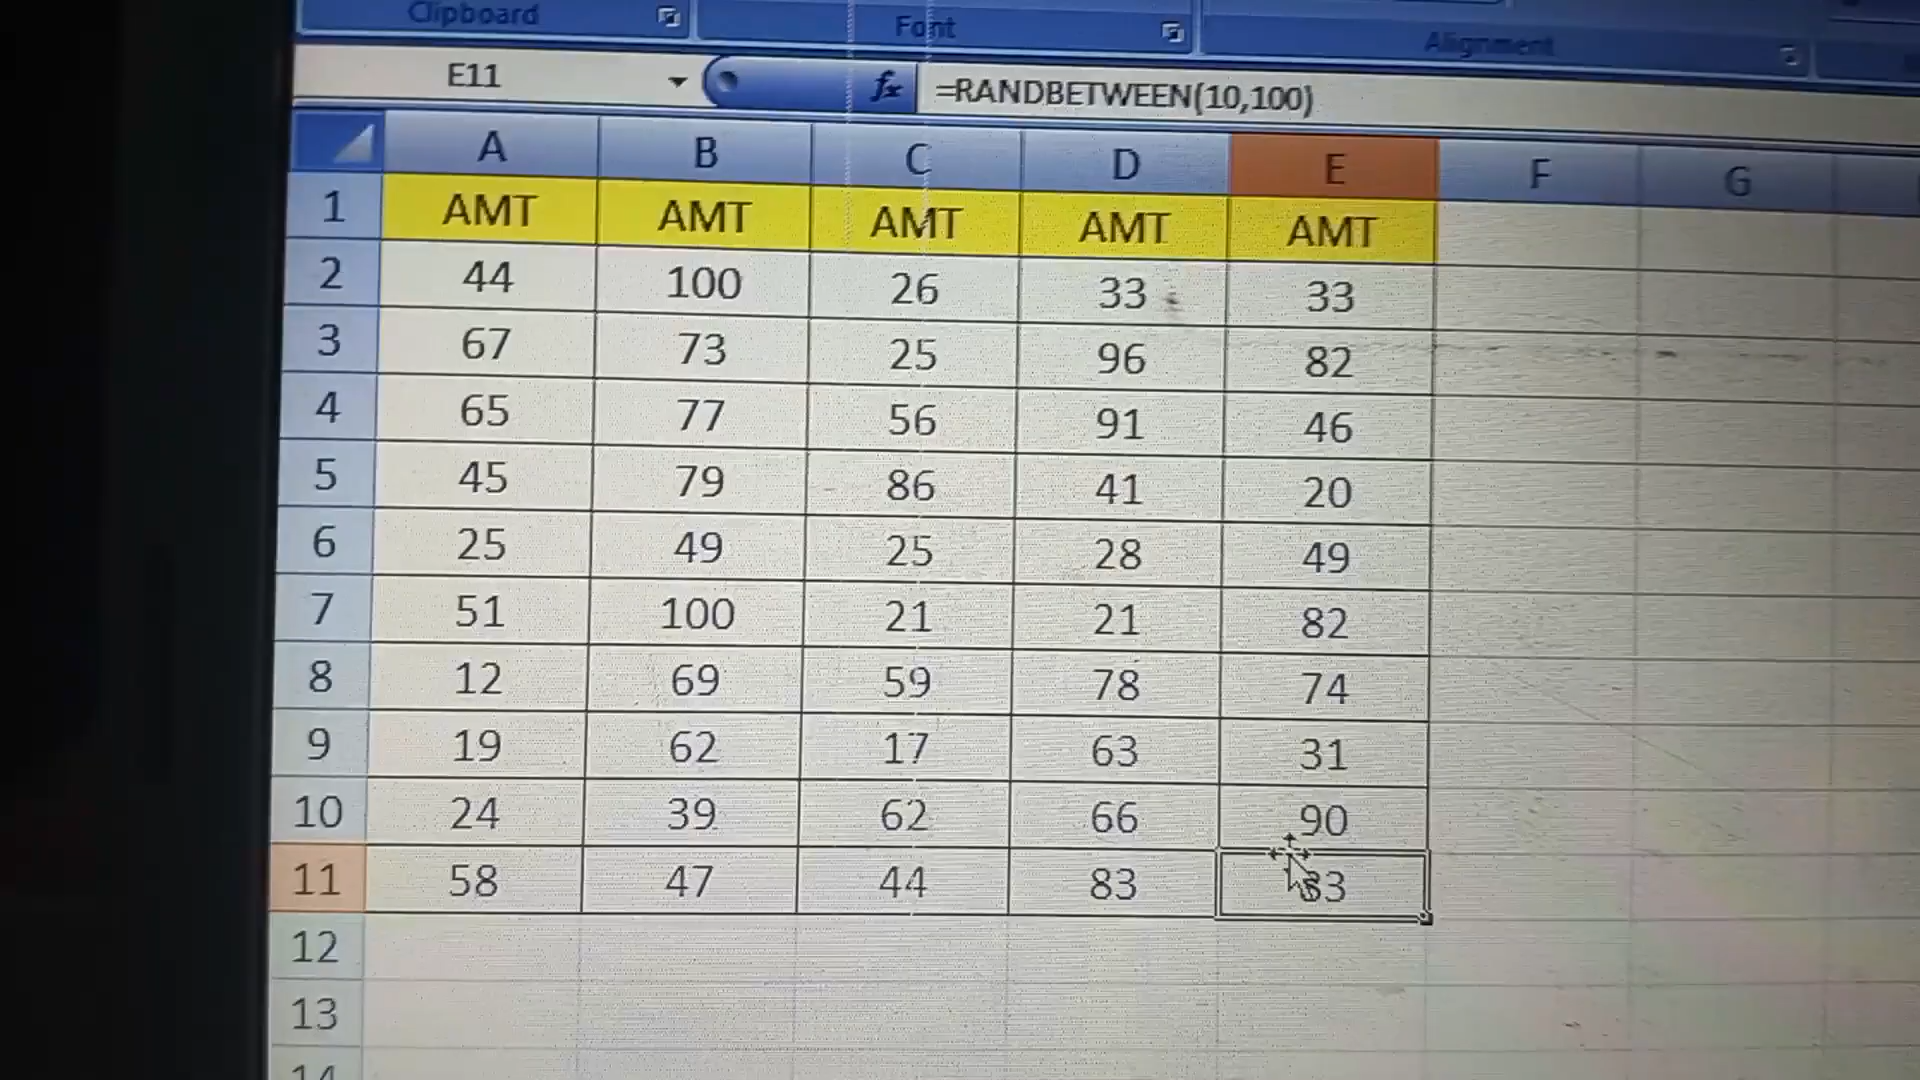 Clipboard Font Alignment
E11 fx =RANDBETWEEN(10,100)
A B C D E F G
1 AMT AMT AMT AMT AMT
2 44 100 26 33 33
3 67 73 25 96 82
4 65 77 56 91 46
5 45 79 86 41 20
6 25 49 25 28 49
7 51 100 21 21 82
8 12 69 59 78 74
9 19 62 17 63 31
10 24 39 62 66 90
11 58 47 44 83
12
13
14